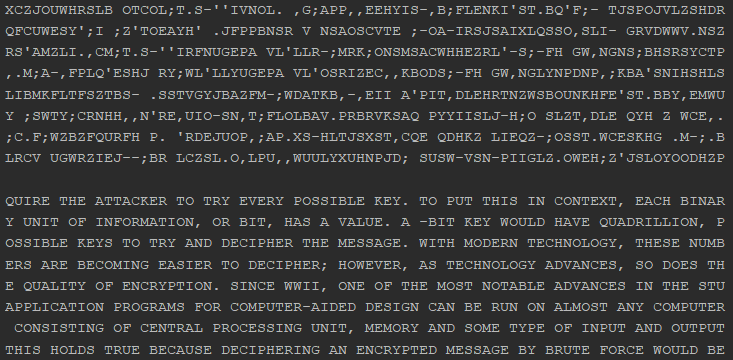 XCZJOUWHRSLB OTCOL;T.S-''IVNOL. ,G;APP,,EEHYIS-,B;FLENKI'ST.BQ'F;- TJSPOJVLZSHDR
QFCUWESY';I ;Z'TOEAYH' .JFPPBNSR V NSAOSCVTE ;-OA-IRSJSAIXLQSSO,SLI- GRVDWWV.NSZ
RS'AMZLI.,CM;T.S-''IRFNUGEPA VL'LLR-;MRK;ONSMSACWHHEZRL'-S;-FH GW,NGNS;BHSRSYCTP
,.M;A-,FPLQ'ESHJ RY;WL'LLYUGEPA VL'OSRIZEC,,KBODS;-FH GW,NGLYNPDNP,;KBA'SNIHSHLS
LIBMKFLTFSZTBS- .SSTVGYJBAZFM-;WDATKB,-,EII A'PIT,DLEHRTNZWSBOUNKHFE'ST.BBY,EMWU
Y ;SWTY;CRNHH,,N'RE,UIO-SN,T;FLOLBAV.PRBRVKSAQ PYYIISLJ-H;O SLZT,DLE QYH Z WCE,.
;C.F;WZBZFQURFH P. 'RDEJUOP,;AP.XS-HLTJSXST,CQE QDHKZ LIEQZ-;OSST.WCESKHG .M-;.B
LRCV UGWRZIEJ--;BR LCZSL.O,LPU,,WUULYXUHNPJD; SUSW-VSN-PIIGLZ.OWEH;Z'JSLOYOODHZP
QUIRE THE ATTACKER TO TRY EVERY POSSIBLE KEY. TO PUT THIS IN CONTEXT, EACH BINAR
Y UNIT OF INFORMATION, OR BIT, HAS A VALUE. A -BIT KEY WOULD HAVE QUADRILLION, P
OSSIBLE KEYS TO TRY AND DECIPHER THE MESSAGE. WITH MODERN TECHNOLOGY, THESE NUMB
ERS ARE BECOMING EASIER TO DECIPHER; HOWEVER, AS TECHNOLOGY ADVANCES, SO DOES TH
E QUALITY OF ENCRYPTION. SINCE WWII, ONE OF THE MOST NOTABLE ADVANCES IN THE STU
APPLICATION PROGRAMS FOR COMPUTER-AIDED DESIGN CAN BE RUN ON ALMOST ANY COMPUTER
 CONSISTING OF CENTRAL PROCESSING UNIT, MEMORY AND SOME TYPE OF INPUT AND OUTPUT
THIS HOLDS TRUE BECAUSE DECIPHERING AN ENCRYPTED MESSAGE BY BRUTE FORCE WOULD BE